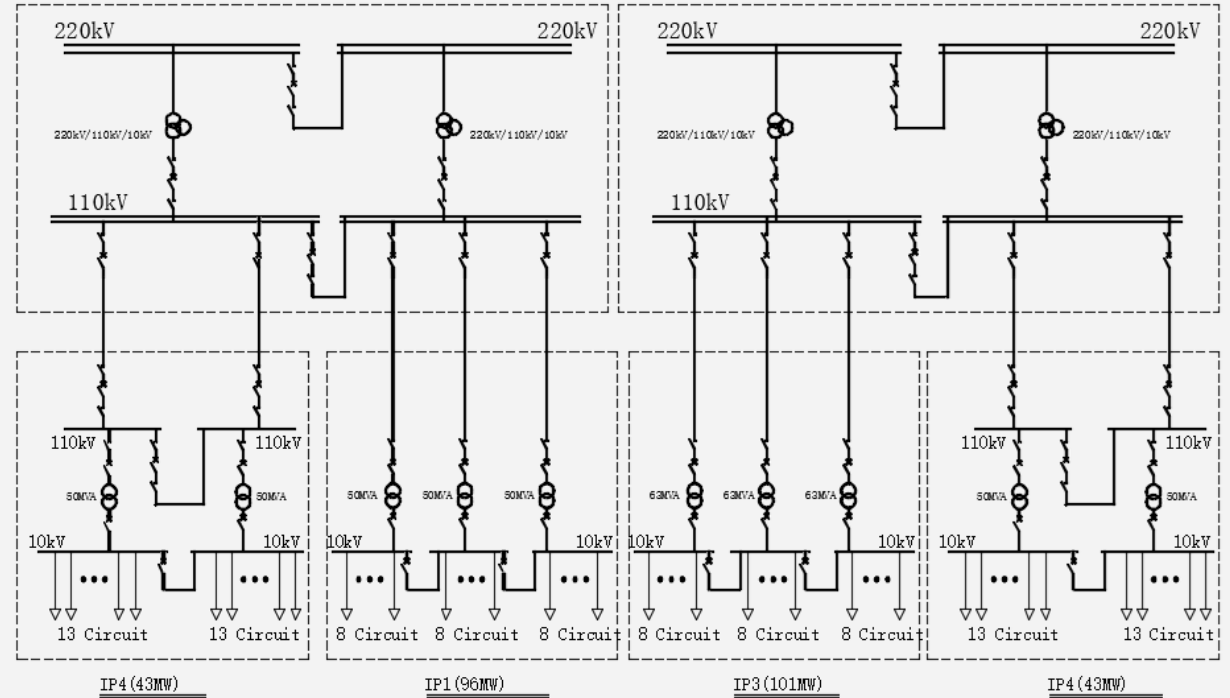 220kV 220kV 220kV 220kV
220kV/110kV/10kV 220kV/110kV/10kV 220kV/110kV/10kV 220kV/110kV/10kV
110kV 110kV
110kV 110kV 110kV 110kV
50MVA 50MVA 50MVA 50MVA 50MVA 63MVA 63MVA 63MVA 50MVA 50MVA
10kV 10kV 10kV 10kV 10kV 10kV 10kV 10kV
13 Circuit 13 Circuit 8 Circuit 8 Circuit 8 Circuit 8 Circuit 8 Circuit 8 Circuit 13 Circuit 13 Circuit
IP4(43MW) IP1(96MW) IP3(101MW) IP4(43MW)